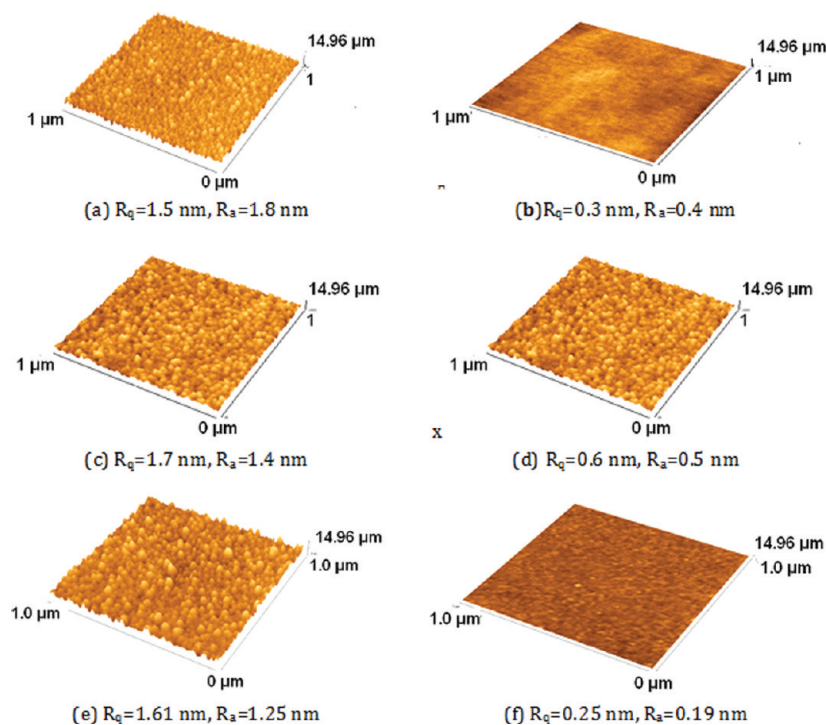 14.96 µm
1
1 µm
0 µm
(a) Rq=1.5 nm, Ra=1.8 nm
14.96 µm
1 µm
1 µm
0 µm
(b)Rq=0.3 nm, Ra=0.4 nm
14.96 µm
1
1 µm
0 µm
(c) Rq=1.7 nm, Ra=1.4 nm
14.96 µm
1
1 µm
0 µm
x
(d) Rq=0.6 nm, Ra=0.5 nm
14.96 µm
1.0 µm
1.0 µm
0 µm
(e) Rq=1.61 nm, Ra=1.25 nm
14.96 µm
1.0 µm
1.0 µm
0 µm
(f) Rq=0.25 nm, Ra=0.19 nm